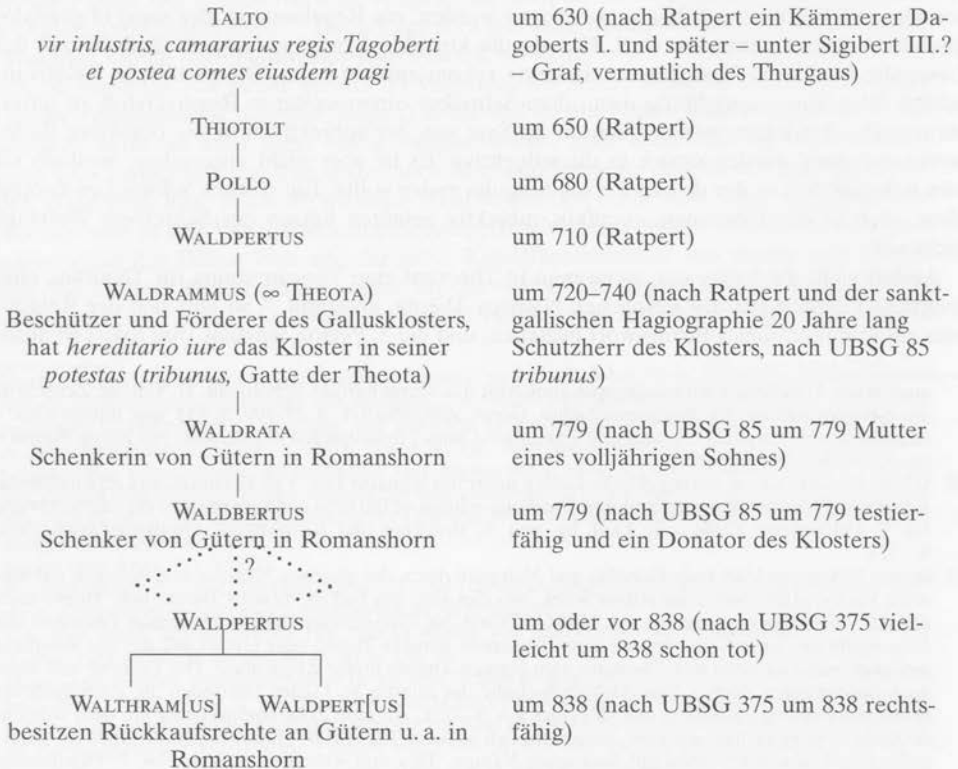 TALTO
vir inlustris, camararius regis Tagoberti
et postea comes eiusdem pagi
um 630 (nach Ratpert ein Kämmerer Da-
goberts I. und später – unter Sigibert III.?
– Graf, vermutlich des Thurgaus)
THIOTOLT
um 650 (Ratpert)
POLLO
um 680 (Ratpert)
WALDPERTUS
um 710 (Ratpert)
WALDRAMMUS (∞ THEOTA)
Beschützer und Förderer des Gallusklosters,
hat hereditario iure das Kloster in seiner
potestas (tribunus, Gatte der Theota)
um 720–740 (nach Ratpert und der sankt-
gallischen Hagiographie 20 Jahre lang
Schutzherr des Klosters, nach UBSG 85
tribunus)
WALDRATA
Schenkerin von Gütern in Romanshorn
um 779 (nach UBSG 85 um 779 Mutter
eines volljährigen Sohnes)
WALDPERTUS
Schenker von Gütern in Romanshorn
um 779 (nach UBSG 85 um 779 testier-
fähig und ein Donator des Klosters)
?
WALDPERTUS
um oder vor 838 (nach UBSG 375 viel-
leicht um 838 schon tot)
WALTHRAM[US] WALDPERT[US]
besitzen Rückkaufsrechte an Gütern u. a. in
Romanshorn
um 838 (nach UBSG 375 um 838 rechts-
fähig)